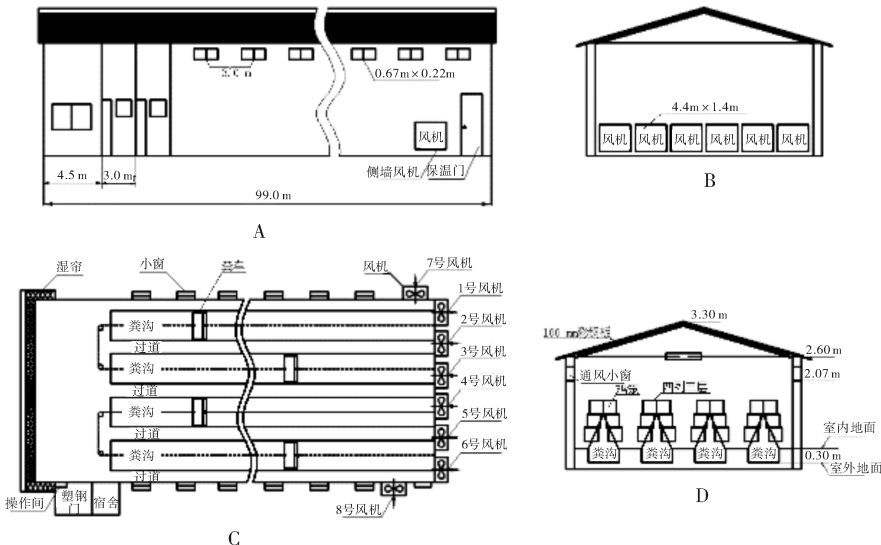 0.67m×0.22m
风机
4.5 m
3.0 m
侧墙风机
保温门
99.0 m
A
4.4m×1.4m
风机
风机
风机
风机
风机
风机
B
湿帘
小窗
风机
7号风机
1号风机
2号风机
3号风机
4号风机
5号风机
6号风机
粪沟
过道
粪沟
过道
粪沟
过道
粪沟
过道
操作间
塑钢门
宿舍
8号风机
C
3.30 m
2.60 m
2.07 m
通风小窗
室内地面
0.30 m
室外地面
粪沟
粪沟
粪沟
粪沟
D